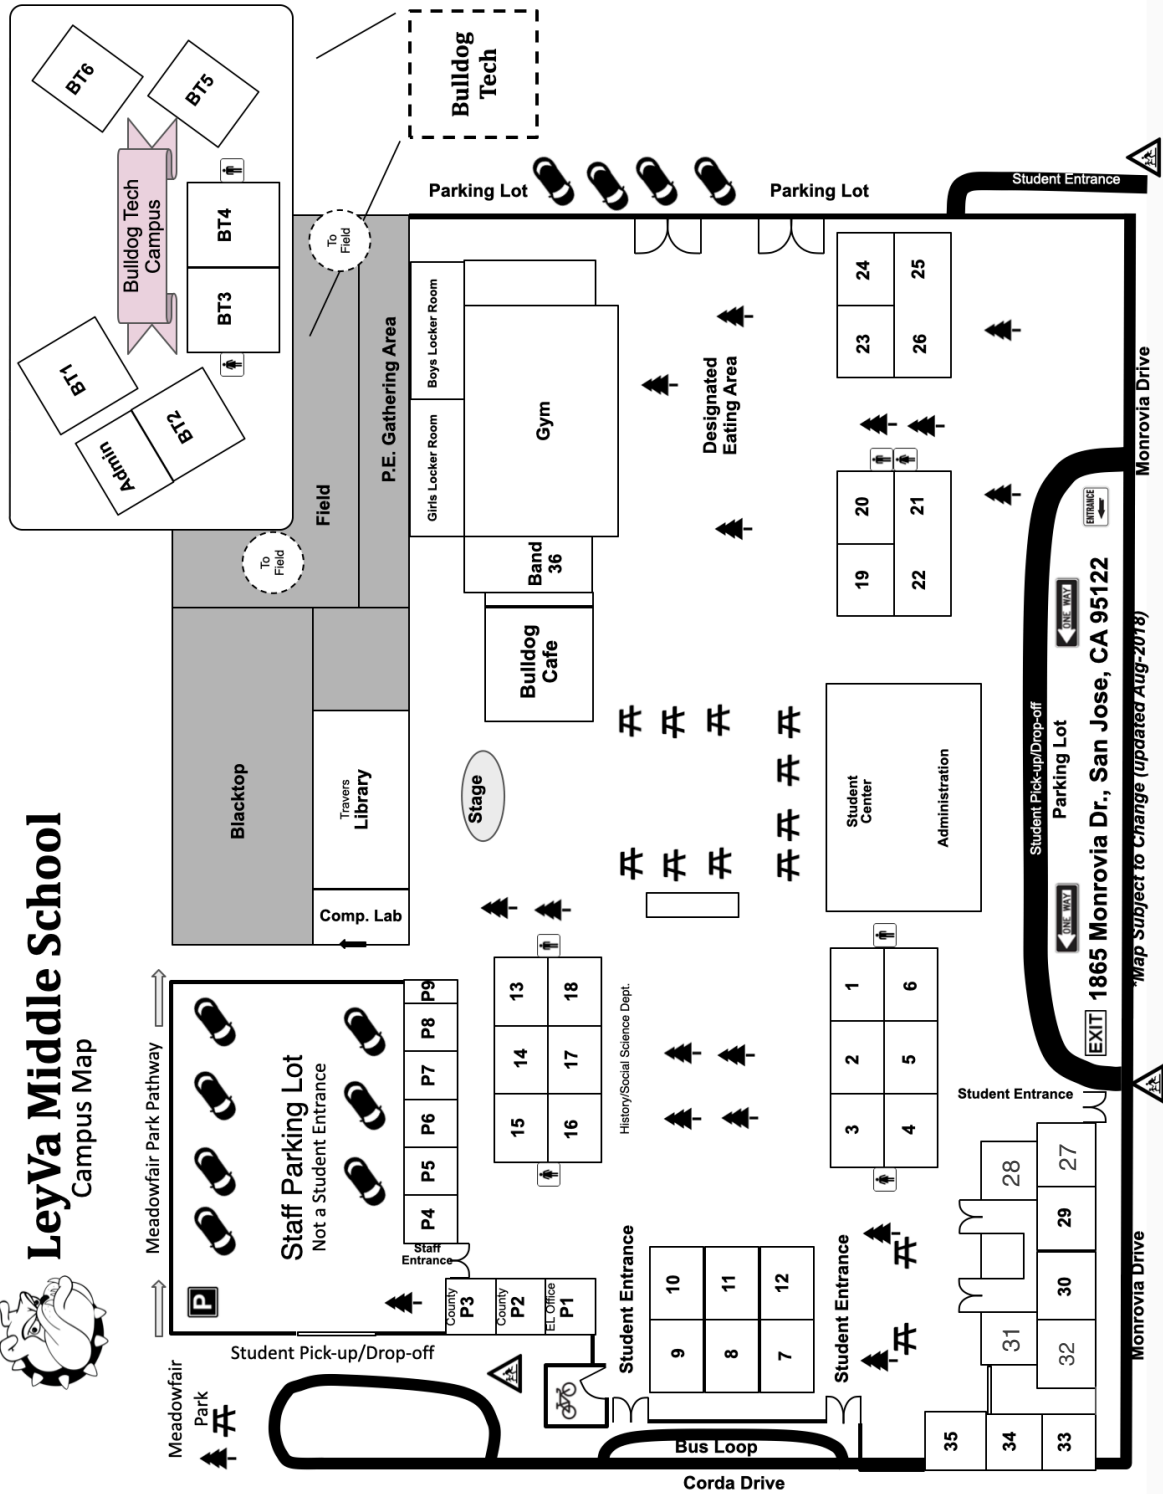 LeyVa Middle School
Campus Map
Meadowfair
Park
Meadowfair Park Pathway
P
Staff Parking Lot
Not a Student Entrance
Student Pick-up/Drop-off
Staff
Entrance
County
P3
County
P2
EL Office
P1
P4
P5
P6
P7
P8
P9
Blacktop
Comp. Lab
Travers
Library
Field
To
Field
To
Field
P.E. Gathering Area
Bulldog Tech
Campus
Admin
BT1
BT2
BT3
BT4
BT5
BT6
Bulldog
Tech
Girls Locker Room
Boys Locker Room
Gym
Band
36
Bulldog
Cafe
Stage
Parking Lot
Parking Lot
Designated
Eating Area
15
14
13
16
17
18
History/Social Science Dept.
Student Entrance
9
10
8
11
7
12
Student Entrance
Bus Loop
Corda Drive
3
2
1
4
5
6
Student
Center
Administration
19
20
22
21
23
24
26
25
Student Entrance
35
34
33
31
32
30
29
28
27
Student Entrance
Student Pick-up/Drop-off
Parking Lot
ONE WAY
ONE WAY
ENTRANCE
EXIT
1865 Monrovia Dr., San Jose, CA 95122
Monrovia Drive
*Map Subject to Change (updated Aug-2018)
Monrovia Drive